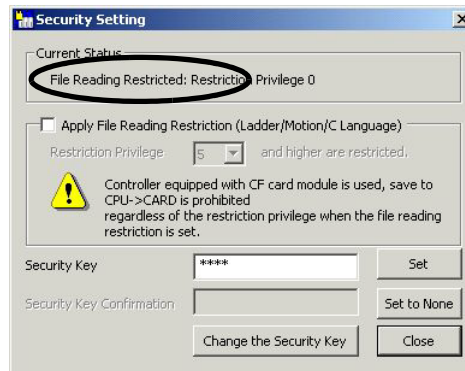 Security Setting
Current Status
File Reading Restricted: Restriction Privilege 0
Apply File Reading Restriction (Ladder/Motion/C Language)
Restriction Privilege 5 and higher are restricted.
Controller equipped with CF card module is used, save to
CPU->CARD is prohibited
regardless of the restriction privilege when the file reading
restriction is set.
Security Key **** Set
Security Key Confirmation Set to None
Change the Security Key Close